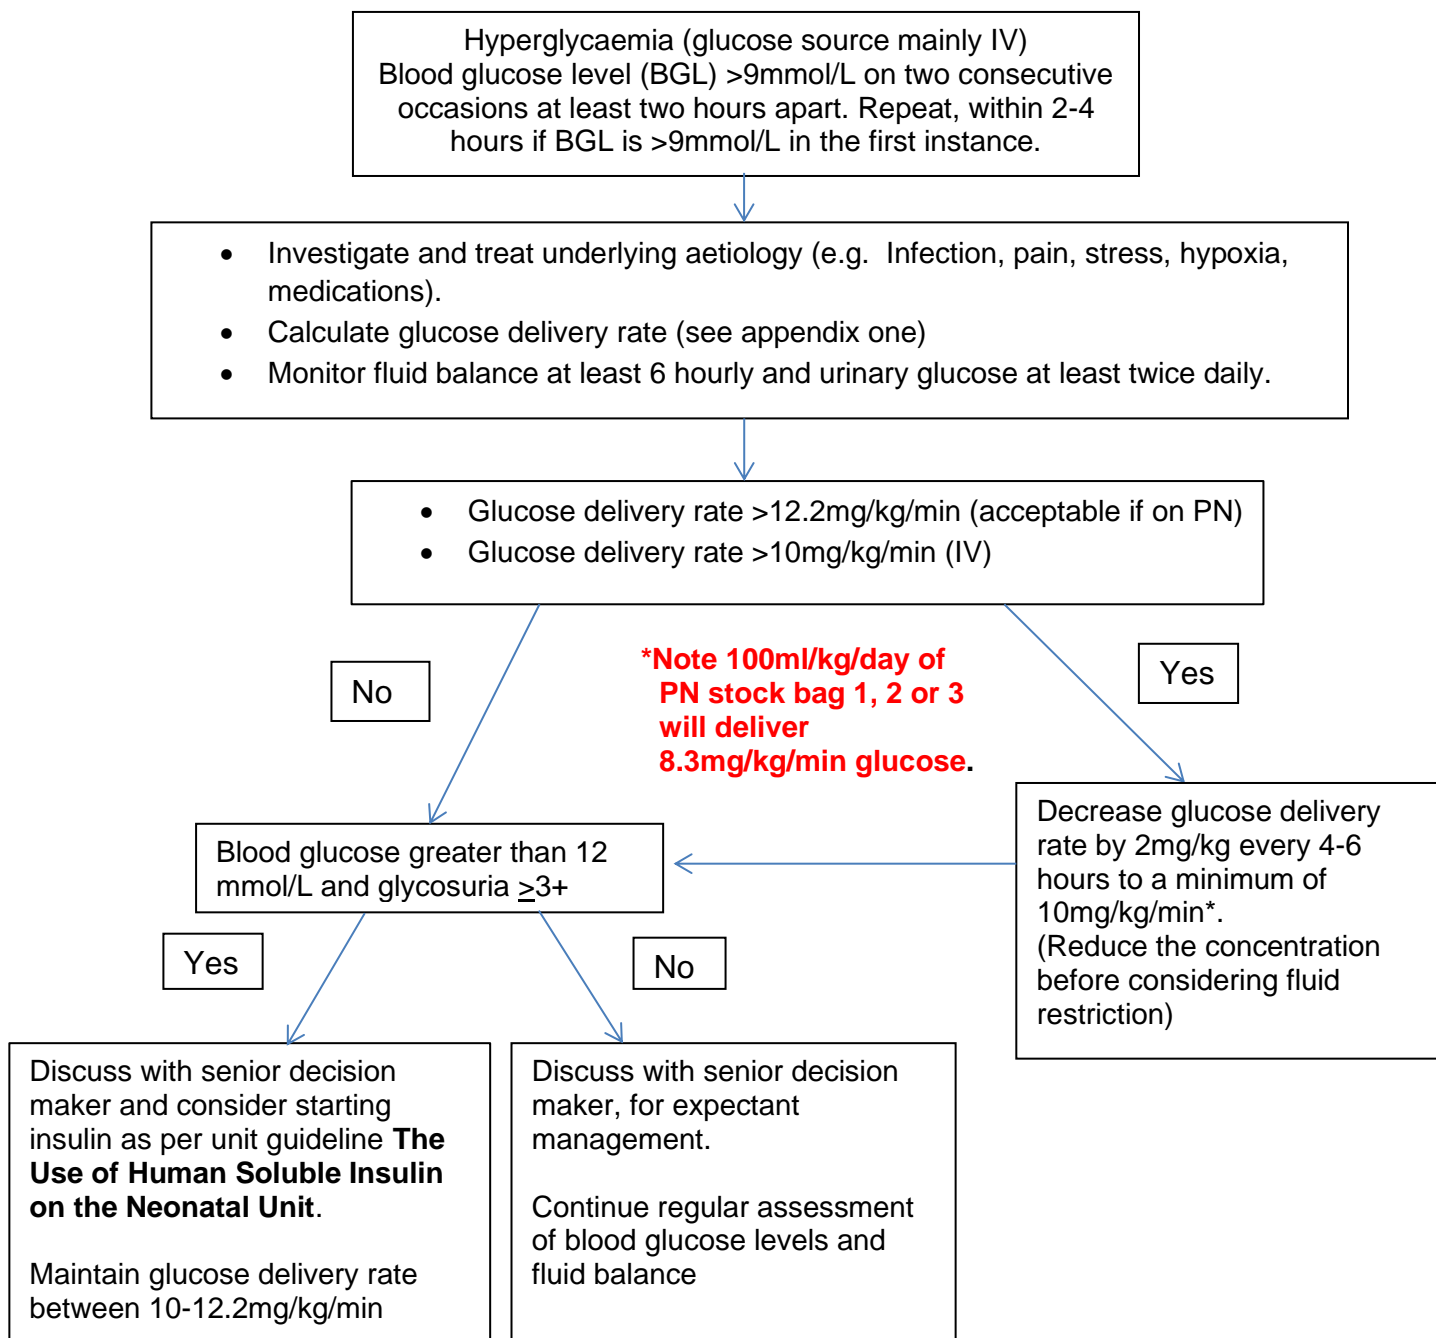 Hyperglycaemia (glucose source mainly IV)
Blood glucose level (BGL) >9mmol/L on two consecutive
occasions at least two hours apart. Repeat, within 2-4
hours if BGL is >9mmol/L in the first instance.
• Investigate and treat underlying aetiology (e.g. Infection, pain, stress, hypoxia,
medications).
• Calculate glucose delivery rate (see appendix one)
• Monitor fluid balance at least 6 hourly and urinary glucose at least twice daily.
• Glucose delivery rate >12.2mg/kg/min (acceptable if on PN)
• Glucose delivery rate >10mg/kg/min (IV)
No
*Note 100ml/kg/day of
PN stock bag 1, 2 or 3
will deliver
8.3mg/kg/min glucose.
Yes
Decrease glucose delivery
rate by 2mg/kg every 4-6
hours to a minimum of
10mg/kg/min*.
(Reduce the concentration
before considering fluid
restriction)
Blood glucose greater than 12
mmol/L and glycosuria ≥3+
Yes
No
Discuss with senior decision
maker and consider starting
insulin as per unit guideline The
Use of Human Soluble Insulin
on the Neonatal Unit.
Maintain glucose delivery rate
between 10-12.2mg/kg/min
Discuss with senior decision
maker, for expectant
management.
Continue regular assessment
of blood glucose levels and
fluid balance